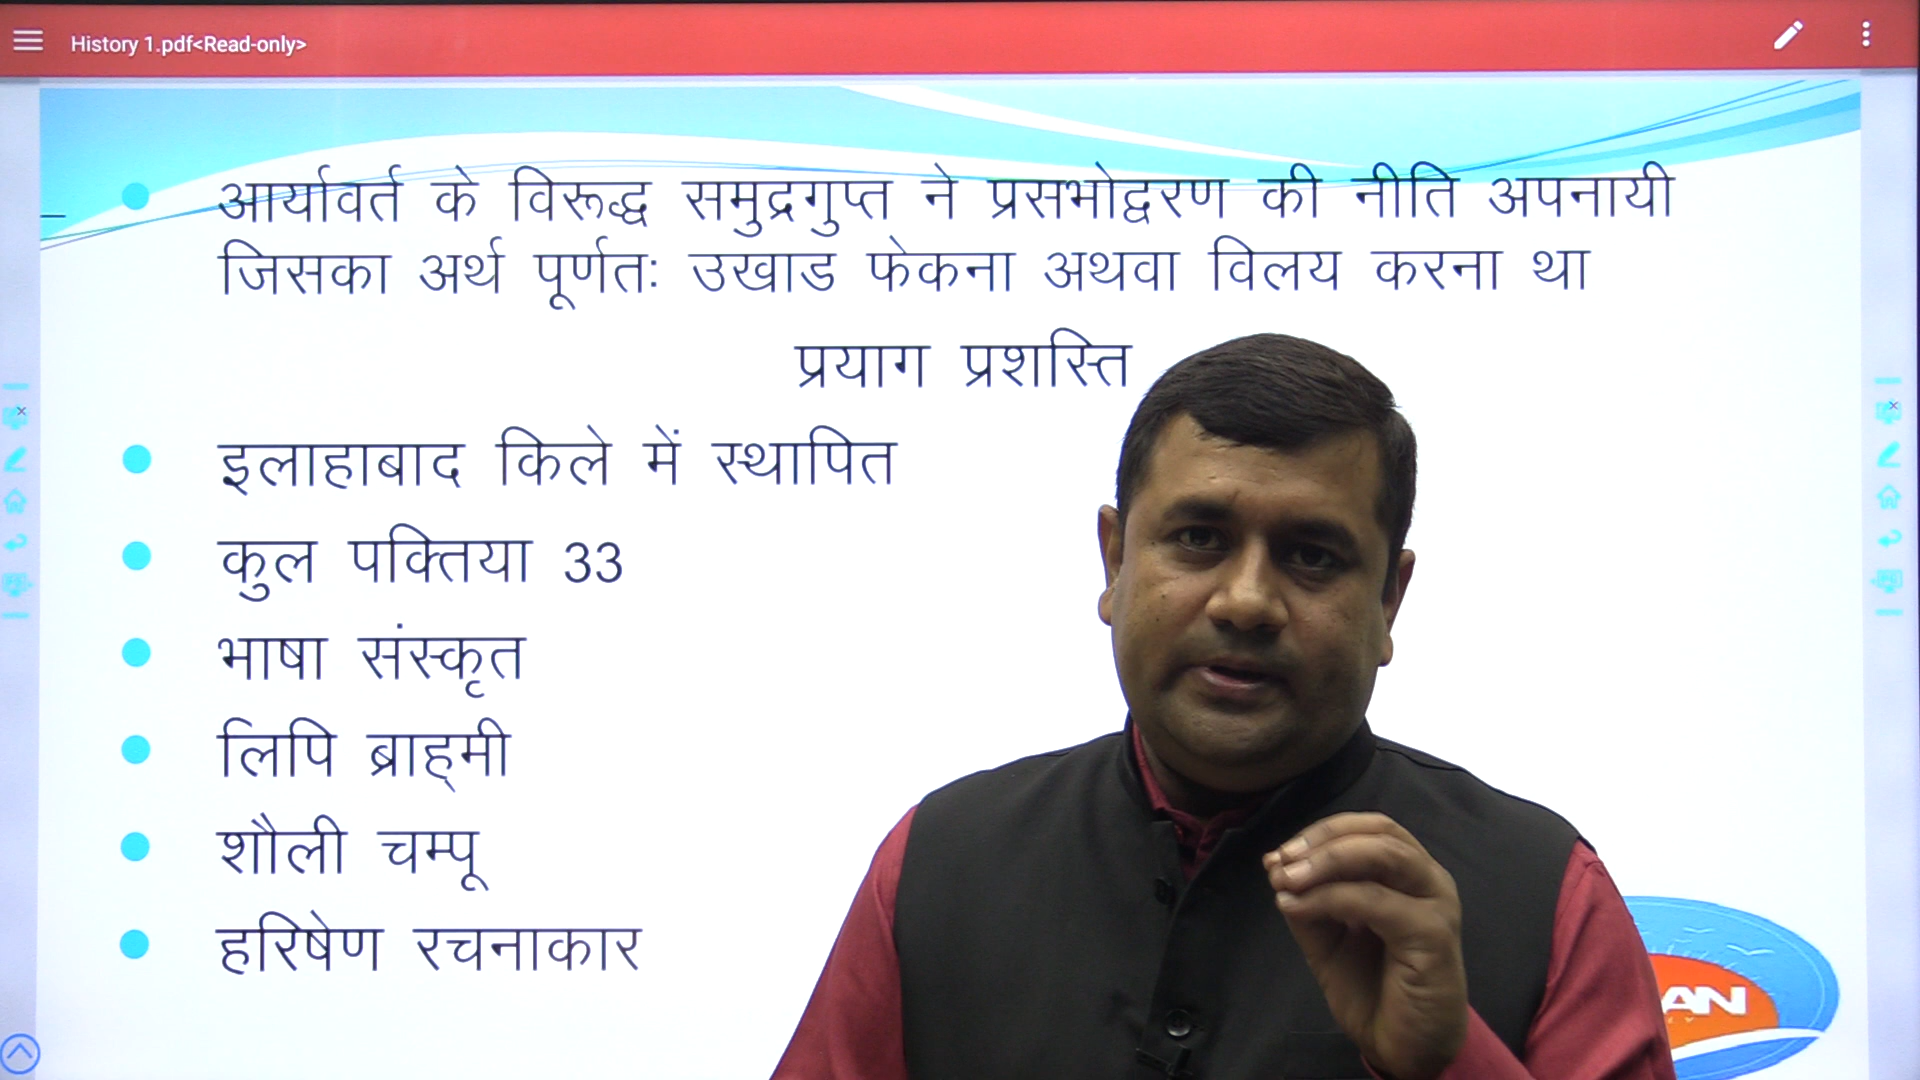 History 1.pdf<Read-only>
आर्यावर्त के विरूद्ध समुद्रगुप्त ने प्रसभोद्वरण की नीति अपनायी
जिसका अर्थ पूर्णतः उखाड फेकना अथवा विलय करना था
प्रयाग प्रशस्ति
इलाहाबाद किले में स्थापित
कुल पक्तिया 33
भाषा संस्कृत
लिपि ब्राह्मी
शौली चम्पू
हरिषेण रचनाकार